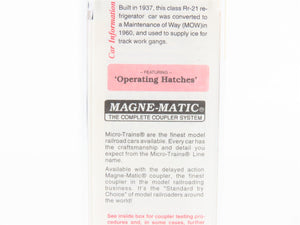 Car Information
Built in 1937, this class Rr-21 re-
frigerator car was converted to
a Maintenance of Way (MOW)in
1960, and used to supply ice for
track work gangs.
– FEATURING –
'Operating Hatches'
MAGNE-MATIC®
THE COMPLETE COUPLER SYSTEM
Micro-Trains® are the finest model
railroad cars available. Every car has
the craftsmanship and detail you
expect from the Micro-Trains® Line
name.
Available with the delayed action
Magne-Matic® coupler, the finest
coupler in the model railroading
business. It's the "Standard by
Choice" of model railroaders around
the world!
See inside box for coupler testing pro-
cedures and, in some cases, further